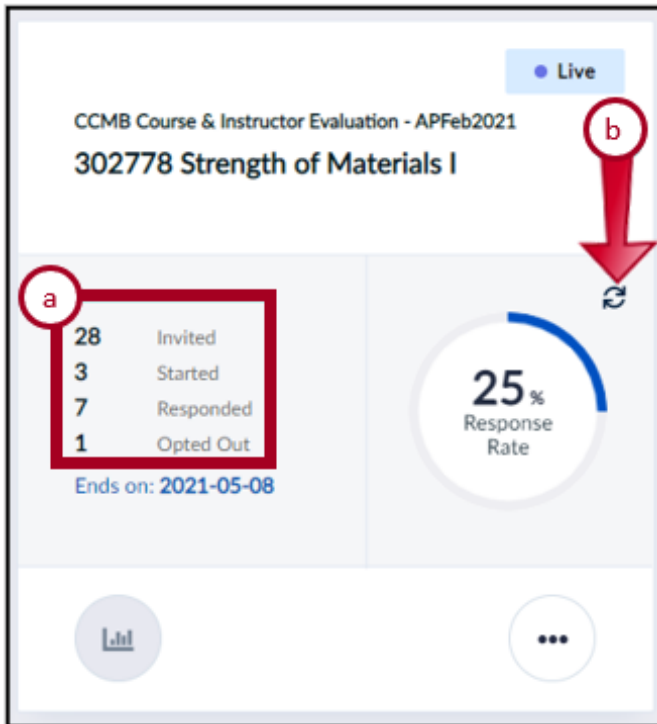 Live
CCMB Course & Instructor Evaluation - APFeb2021
b
302778 Strength of Materials I
a
28 Invited
3 Started
7 Responded
1 Opted Out
Ends on: 2021-05-08
25 %
Response
Rate